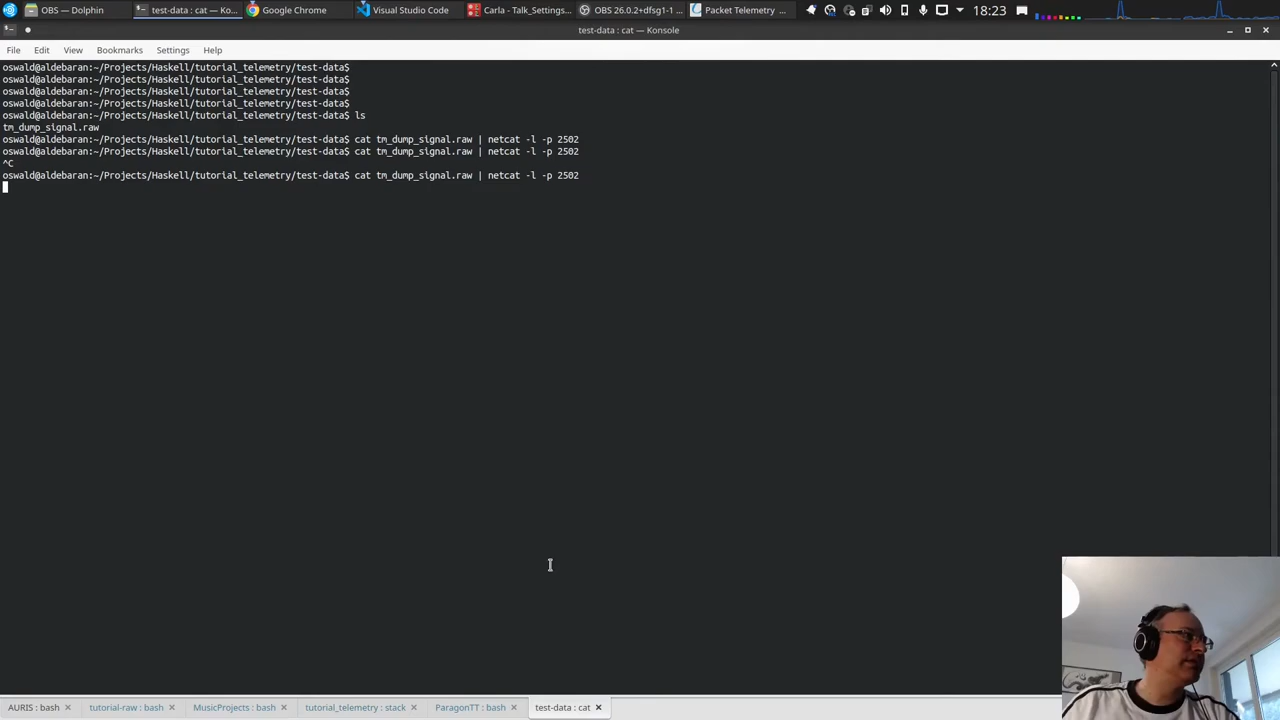 OBS — Dolphin
test-data : cat — Ko...
Google Chrome
Visual Studio Code
Carla - Talk_Settings...
OBS 26.0.2+dfsg1-1 ...
Packet Telemetry ...
18:23
test-data : cat — Konsole
File Edit View Bookmarks Settings Help
oswald@aldebaran:~/Projects/Haskell/tutorial_telemetry/test-data$
oswald@aldebaran:~/Projects/Haskell/tutorial_telemetry/test-data$
oswald@aldebaran:~/Projects/Haskell/tutorial_telemetry/test-data$
oswald@aldebaran:~/Projects/Haskell/tutorial_telemetry/test-data$
oswald@aldebaran:~/Projects/Haskell/tutorial_telemetry/test-data$ ls
tm_dump_signal.raw
oswald@aldebaran:~/Projects/Haskell/tutorial_telemetry/test-data$ cat tm_dump_signal.raw | netcat -l -p 2502
oswald@aldebaran:~/Projects/Haskell/tutorial_telemetry/test-data$ cat tm_dump_signal.raw | netcat -l -p 2502
^C
oswald@aldebaran:~/Projects/Haskell/tutorial_telemetry/test-data$ cat tm_dump_signal.raw | netcat -l -p 2502
AURIS : bash
tutorial-raw : bash
MusicProjects : bash
tutorial_telemetry : stack
ParagonTT : bash
test-data : cat